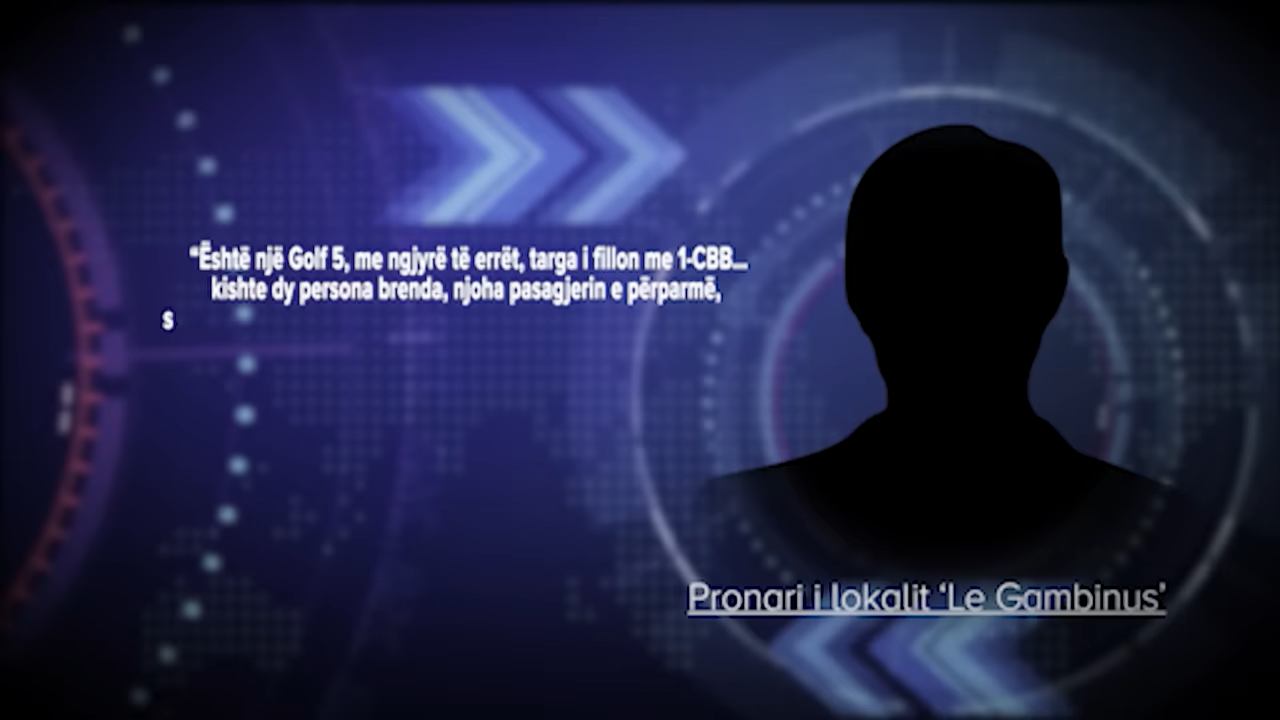 “Është një Golf 5, me ngjyrë të errët, targa i fillon me 1-CBB...
kishte dy persona brenda, njoha pasagjerin e përparmë,
s
Pronari i lokalit ‘Le Gambinus’